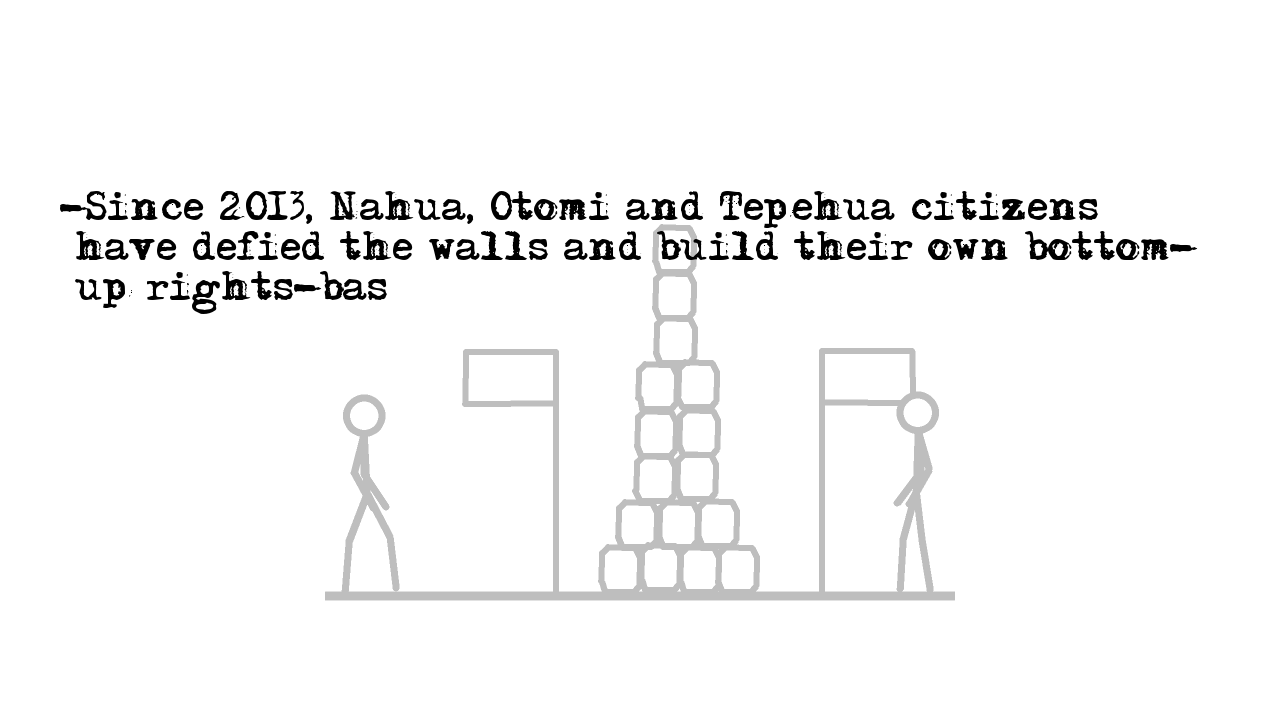 -Since 2013, Nahua, Otomi and Tepehua citizens
have defied the walls and build their own bottom-
up rights-bas